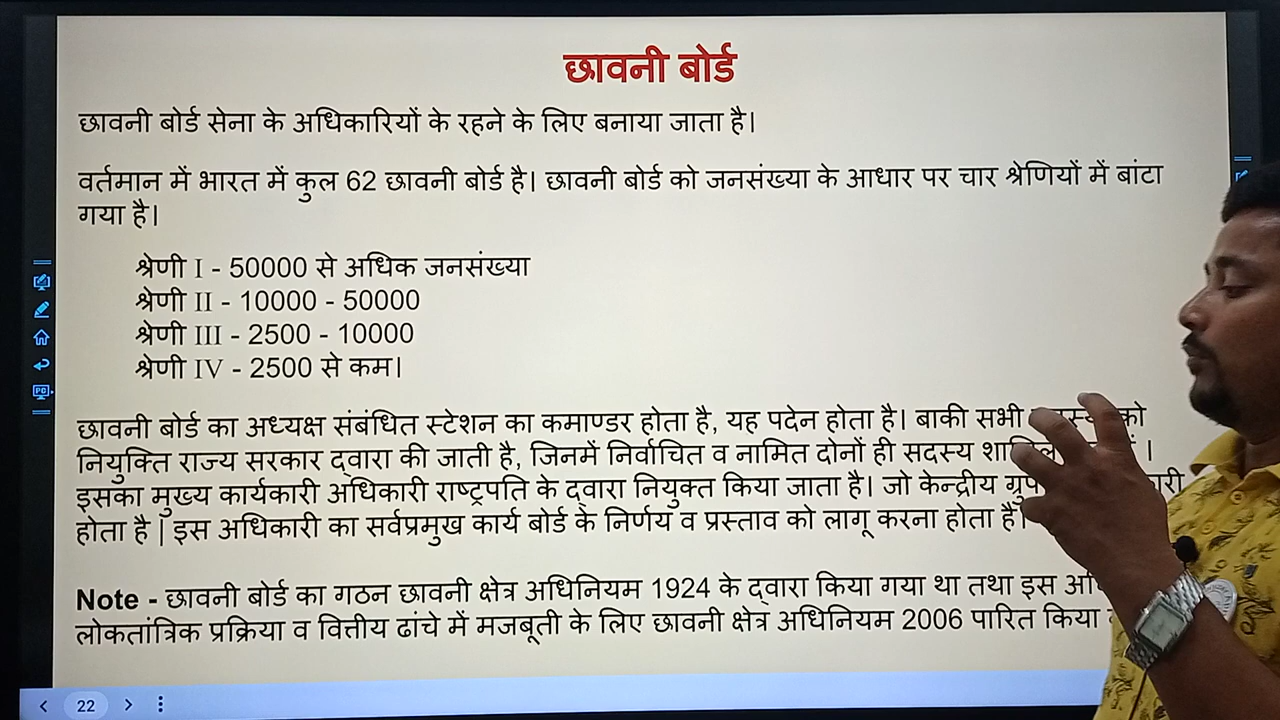 छावनी बोर्ड
छावनी बोर्ड सेना के अधिकारियों के रहने के लिए बनाया जाता है।
वर्तमान में भारत में कुल 62 छावनी बोर्ड है। छावनी बोर्ड को जनसंख्या के आधार पर चार श्रेणियों में बांटा
गया है।
श्रेणी I - 50000 से अधिक जनसंख्या
श्रेणी II - 10000 - 50000
श्रेणी III - 2500 - 10000
श्रेणी IV - 2500 से कम।
छावनी बोर्ड का अध्यक्ष संबंधित स्टेशन का कमाण्डर होता है, यह पदेन होता है। बाकी सभी को
नियुक्ति राज्य सरकार द्वारा की जाती है, जिनमें निर्वाचित व नामित दोनों ही सदस्य
इसका मुख्य कार्यकारी अधिकारी राष्ट्रपति के द्वारा नियुक्त किया जाता है। जो केन्द्रीय ग्रुप
होता है | इस अधिकारी का सर्वप्रमुख कार्य बोर्ड के निर्णय व प्रस्ताव को लागू करना होता है।
Note - छावनी बोर्ड का गठन छावनी क्षेत्र अधिनियम 1924 के द्वारा किया गया था तथा इस
लोकतांत्रिक प्रक्रिया व वित्तीय ढांचे में मजबूती के लिए छावनी क्षेत्र अधिनियम 2006 पारित किया
22